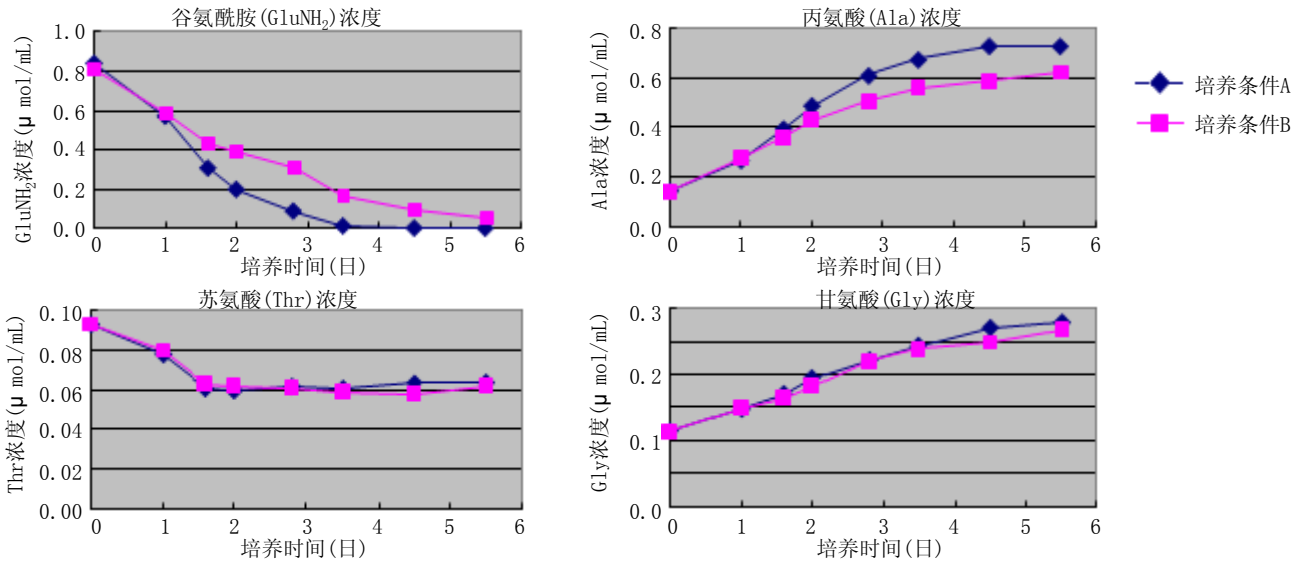 谷氨酰胺(GluNH₂)浓度
GluNH₂浓度(μ mol/mL)
1.0
0.8
0.6
0.4
0.2
0.0
0 1 2 3 4 5 6
培养时间(日)
丙氨酸(Ala)浓度
Ala浓度(μ mol/mL)
0.8
0.6
0.4
0.2
0.0
0 1 2 3 4 5 6
培养时间(日)
培养条件A
培养条件B
苏氨酸(Thr)浓度
Thr浓度(μ mol/mL)
0.10
0.08
0.06
0.04
0.02
0.00
0 1 2 3 4 5 6
培养时间(日)
甘氨酸(Gly)浓度
Gly浓度(μ mol/mL)
0.3
0.2
0.1
0.0
0 1 2 3 4 5 6
培养时间(日)